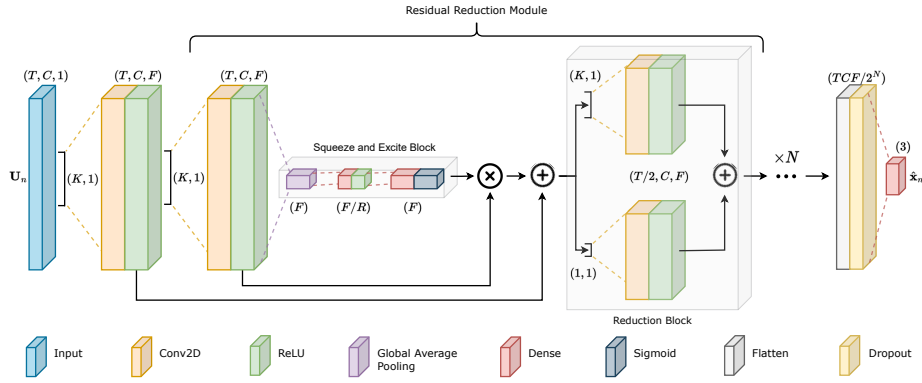 Residual Reduction Module
(T, C, 1)
(T, C, F)
(T, C, F)
(K, 1)
(TCF/2^N)
U_n
(K, 1)
(K, 1)
Squeeze and Excite Block
(F)
(F/R)
(F)
(T/2, C, F)
×N
(3)
x̂_n
(1, 1)
Reduction Block
Input
Conv2D
ReLU
Global Average
Pooling
Dense
Sigmoid
Flatten
Dropout